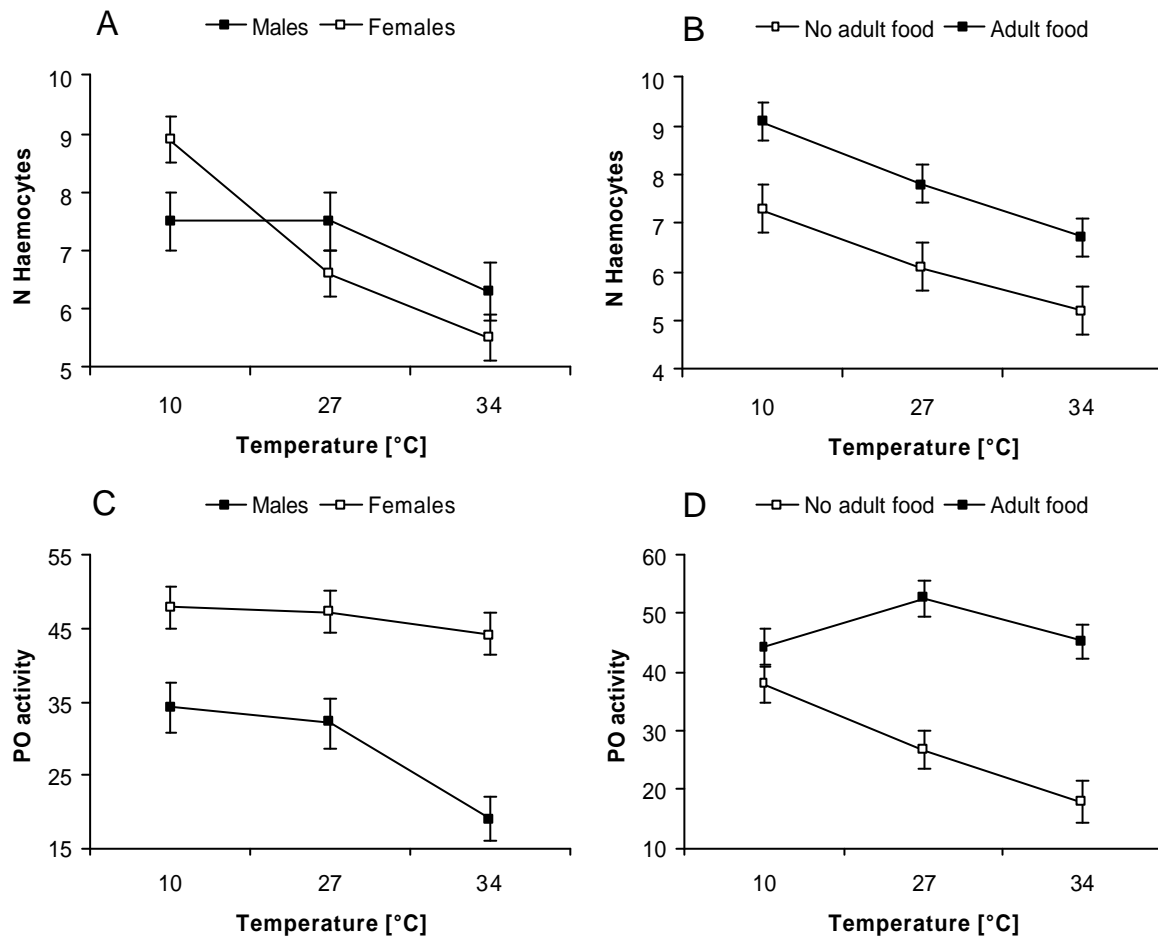 A
Males Females
10
9
8
7
6
5
N Haemocytes
10 27 34
Temperature [°C]
B
No adult food Adult food
10
9
8
7
6
5
4
N Haemocytes
10 27 34
Temperature [°C]
C
Males Females
55
45
35
25
15
PO activity
10 27 34
Temperature [°C]
D
No adult food Adult food
60
50
40
30
20
10
PO activity
10 27 34
Temperature [°C]